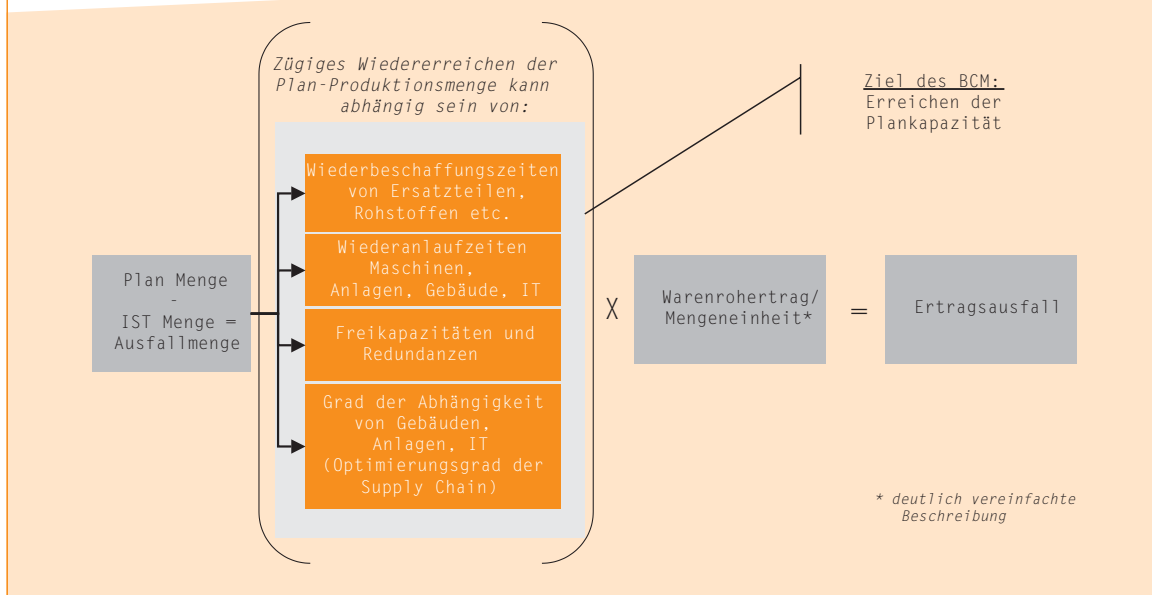 Zügiges Wiedererreichen der
Plan-Produktionsmenge kann
abhängig sein von:
Ziel des BCM:
Erreichen der
Plankapazität
Wiederbeschaffungszeiten
von Ersatzteilen,
Rohstoffen etc.
Wiederanlaufzeiten
Maschinen,
Anlagen, Gebäude, IT
Freikapazitäten und
Redundanzen
Grad der Abhängigkeit
von Gebäuden,
Anlagen, IT
(Optimierungsgrad der
Supply Chain)
Plan Menge
-
IST Menge =
Ausfallmenge
X
Warenrohertrag/
Mengeneinheit*
=
Ertragsausfall
* deutlich vereinfachte
Beschreibung